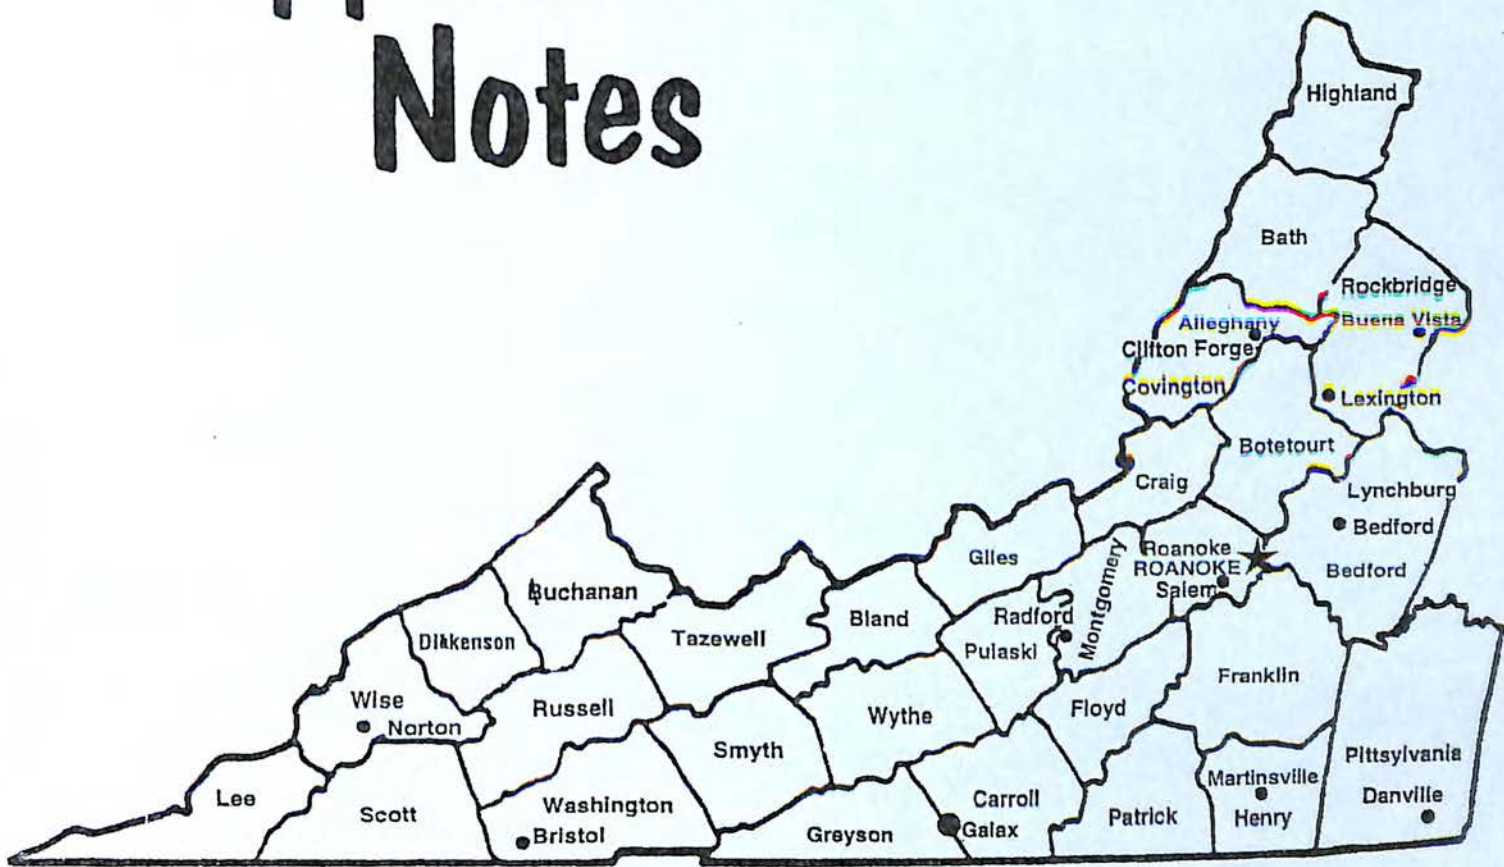 Notes
Highland
Bath
Rockbridge
Alleghany
Buena Vista
Clifton Forge
Covington
Lexington
Botetourt
Craig
Lynchburg
Bedford
Bedford
Giles
Roanoke
ROANOKE
Salem
Montgomery
Radford
Pulaski
Buchanan
Dikkenson
Tazewell
Bland
Franklin
Wise
Norton
Russell
Wythe
Floyd
Smyth
Pittsylvania
Martinsville
Lee
Scott
Washington
Bristol
Carroll
Galax
Greyson
Patrick
Henry
Danville